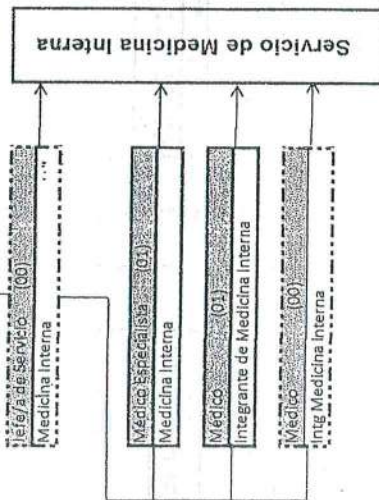 Jefe/a de Servicio (00)
Medicina Interna
Médico Especialista (01)
Medicina Interna
Médico (01)
Integrante de Medicina Interna
Médico (00)
Intg Medicina Interna
Servicio de Medicina Interna